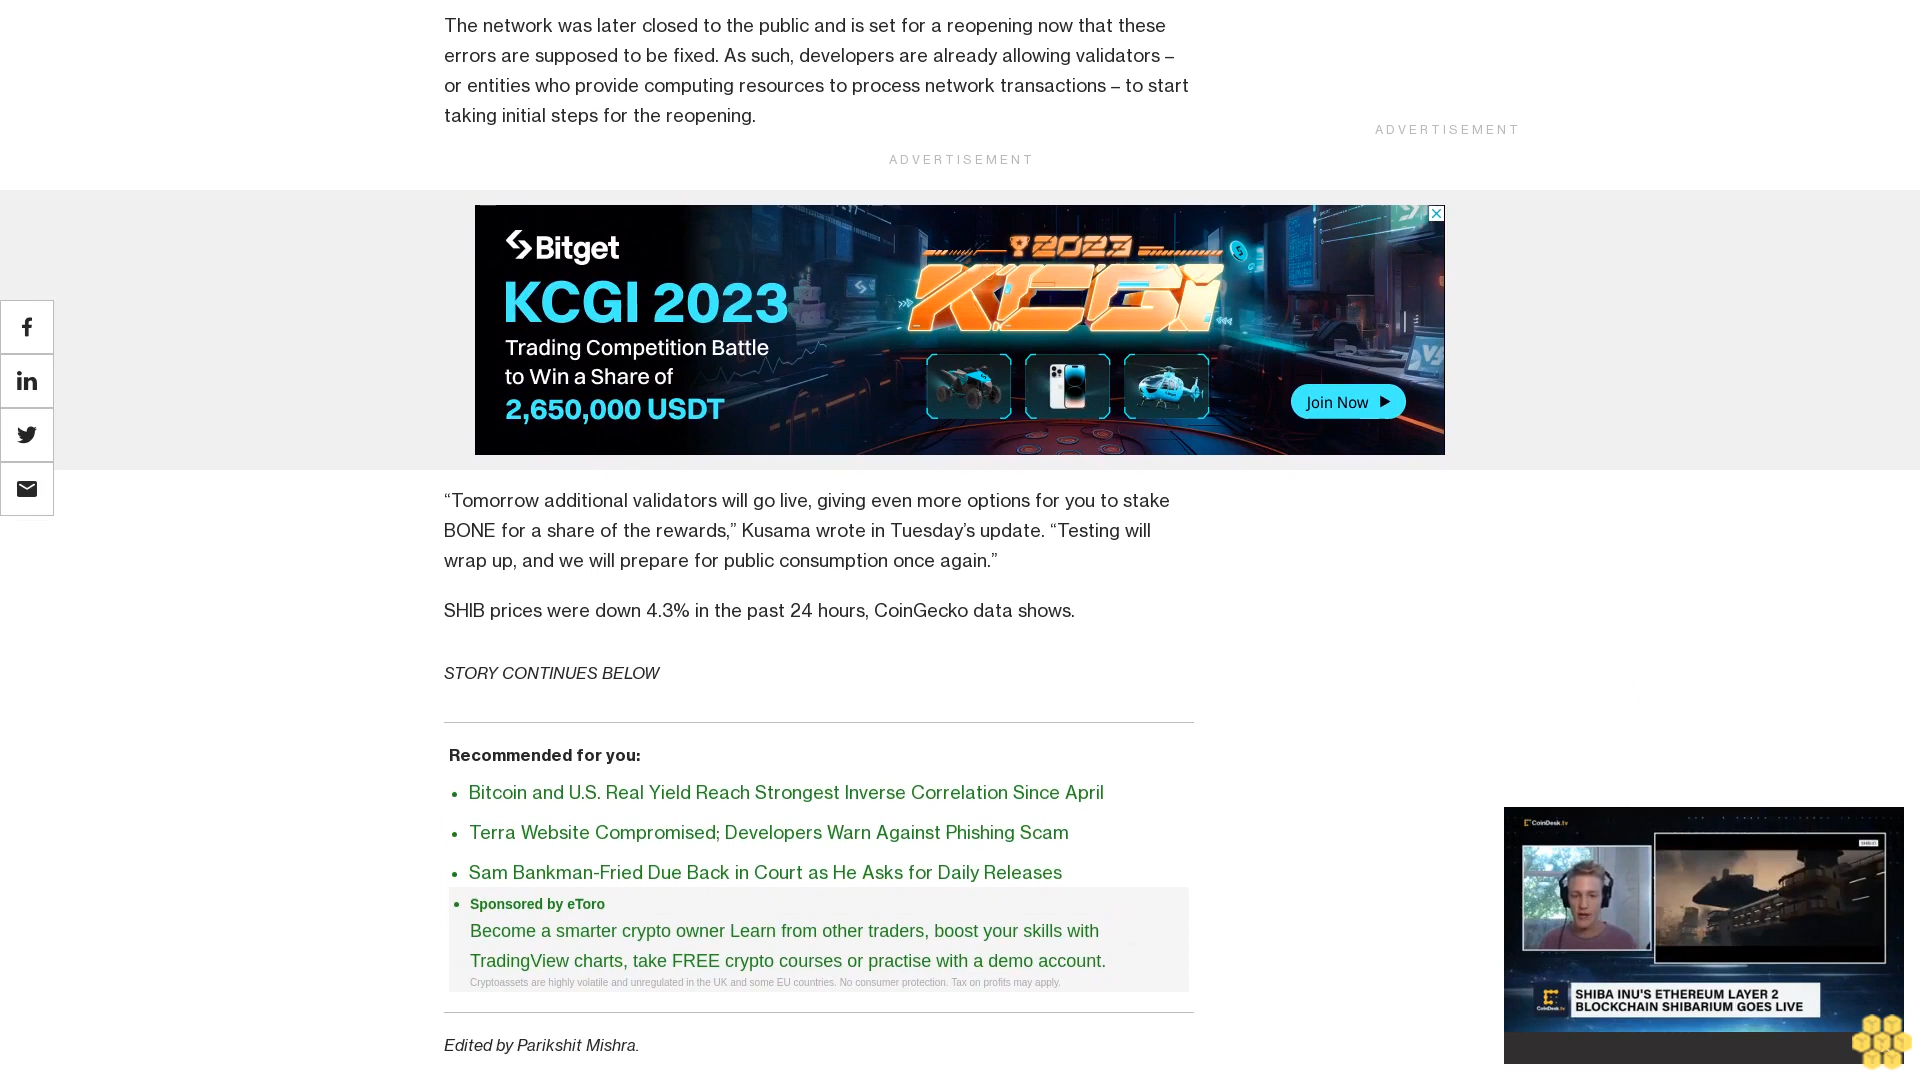 The network was later closed to the public and is set for a reopening now that these
errors are supposed to be fixed. As such, developers are already allowing validators –
or entities who provide computing resources to process network transactions – to start
taking initial steps for the reopening.
ADVERTISEMENT
ADVERTISEMENT
Bitget
KCGI 2023
Trading Competition Battle
to Win a Share of
2,650,000 USDT
2023
KCGI
Join Now
“Tomorrow additional validators will go live, giving even more options for you to stake
BONE for a share of the rewards,” Kusama wrote in Tuesday’s update. “Testing will
wrap up, and we will prepare for public consumption once again.”
SHIB prices were down 4.3% in the past 24 hours, CoinGecko data shows.
STORY CONTINUES BELOW
Recommended for you:
• Bitcoin and U.S. Real Yield Reach Strongest Inverse Correlation Since April
• Terra Website Compromised; Developers Warn Against Phishing Scam
• Sam Bankman-Fried Due Back in Court as He Asks for Daily Releases
• Sponsored by eToro
Become a smarter crypto owner Learn from other traders, boost your skills with
TradingView charts, take FREE crypto courses or practise with a demo account.
Cryptoassets are highly volatile and unregulated in the UK and some EU countries. No consumer protection. Tax on profits may apply.
Edited by Parikshit Mishra.
CoinDesk.tv
SHIBA INU'S ETHEREUM LAYER 2
BLOCKCHAIN SHIBARIUM GOES LIVE
CoinDesk.tv